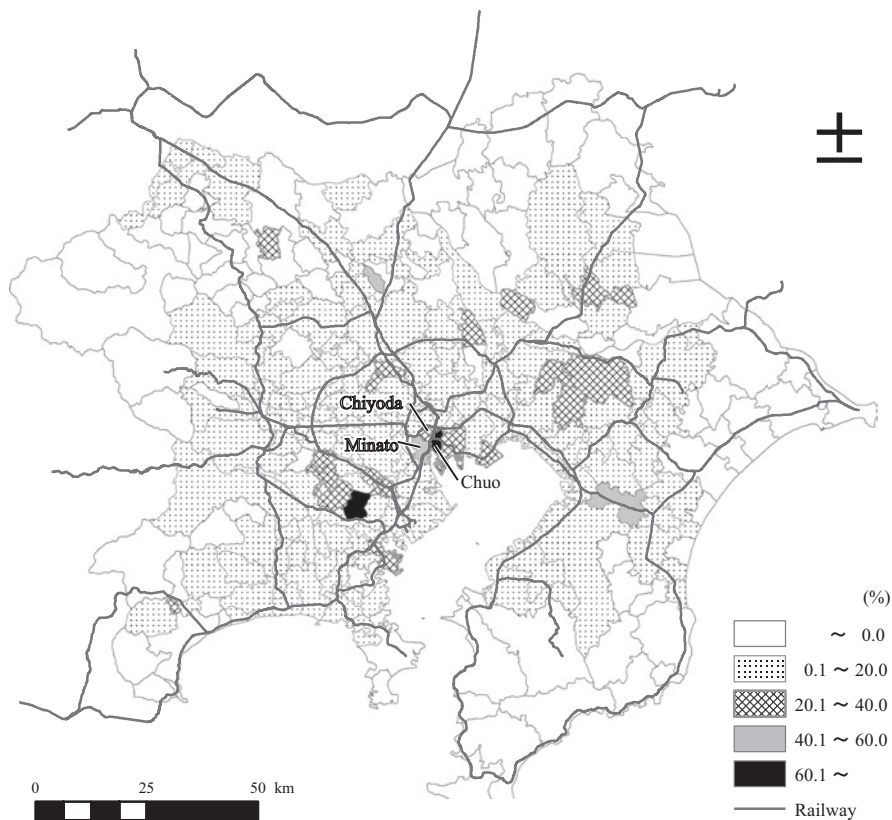 Chiyoda
Minato
Chuo
(%)
~ 0.0
0.1 ~ 20.0
20.1 ~ 40.0
40.1 ~ 60.0
60.1 ~
Railway
0 25 50 km